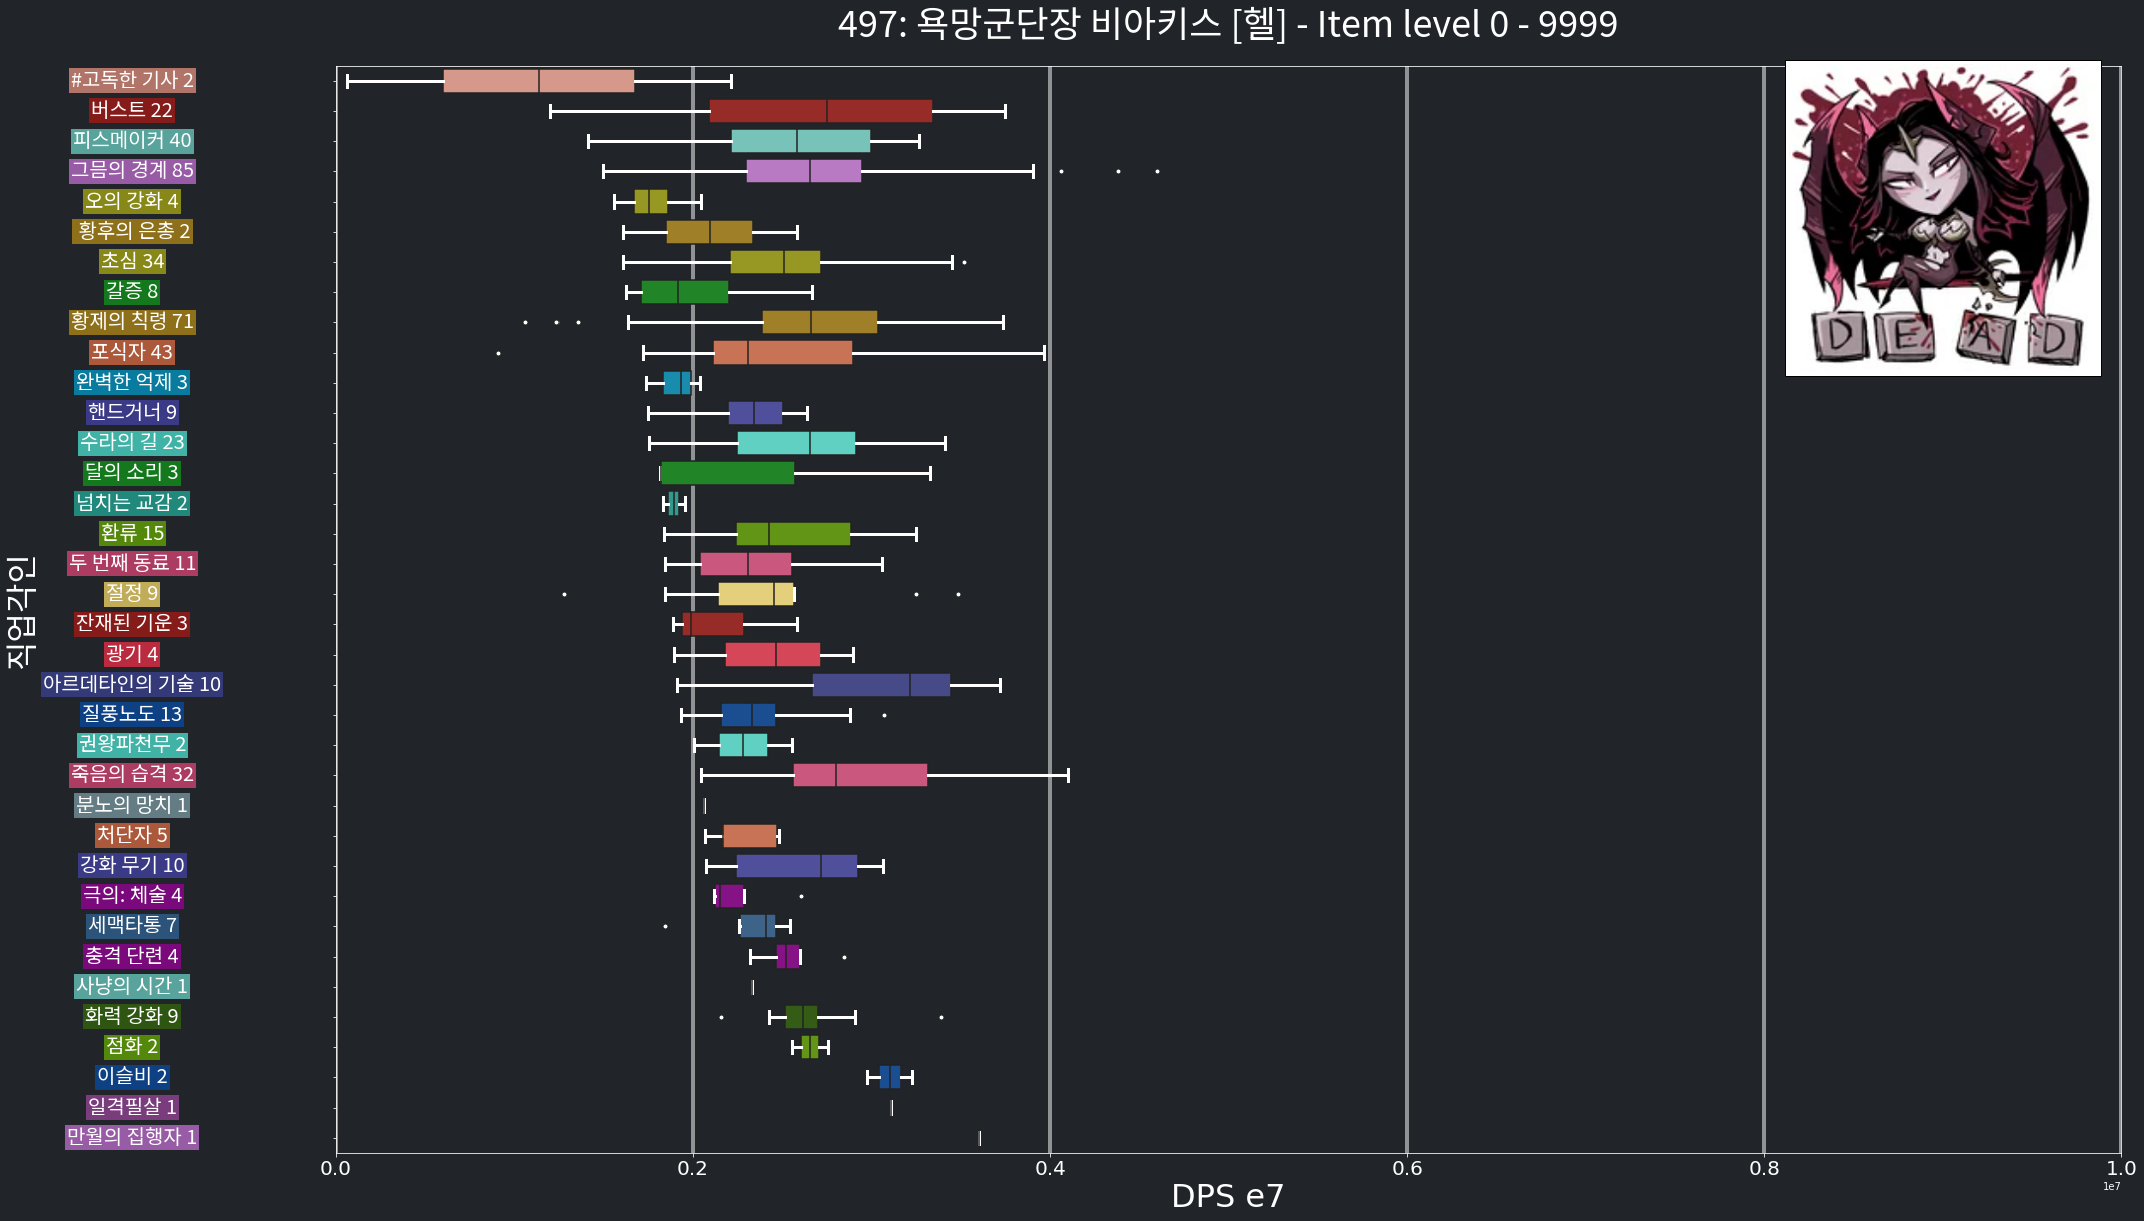 497: 욕망군단장 비아키스 [헬] - Item level 0 - 9999
#고독한 기사 2
버스트 22
피스메이커 40
그믐의 경계 85
오의 강화 4
황후의 은총 2
초심 34
갈증 8
황제의 칙령 71
포식자 43
완벽한 억제 3
핸드거너 9
수라의 길 23
달의 소리 3
넘치는 교감 2
환류 15
두 번째 동료 11
절정 9
잔재된 기운 3
광기 4
아르데타인의 기술 10
질풍노도 13
권왕파천무 2
죽음의 습격 32
분노의 망치 1
처단자 5
강화 무기 10
극의: 체술 4
세맥타통 7
충격 단련 4
사냥의 시간 1
화력 강화 9
점화 2
이슬비 2
일격필살 1
만월의 집행자 1
직업각인
DEAD
0.0 0.2 0.4 0.6 0.8 1.0
1e7
DPS e7